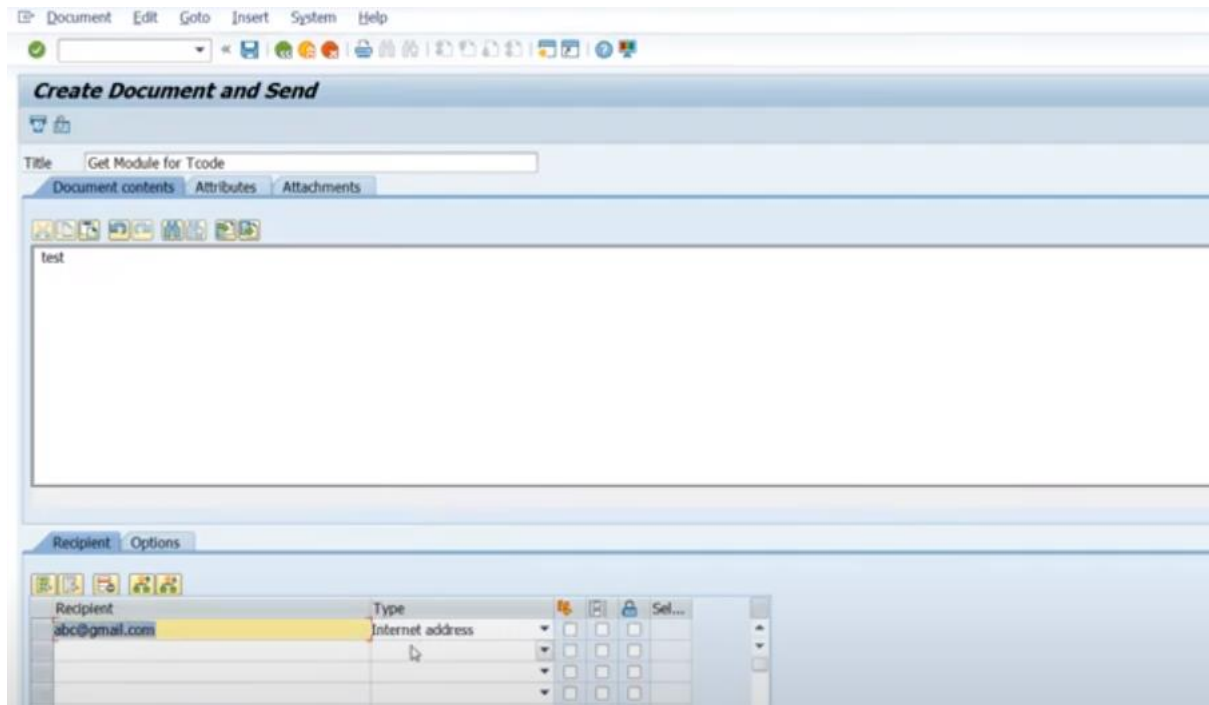 Document Edit Goto Insert System Help
Create Document and Send
Title Get Module for Tcode
Document contents Attributes Attachments
test
Recipient Options
Recipient Type Sel...
abc@gmail.com Internet address